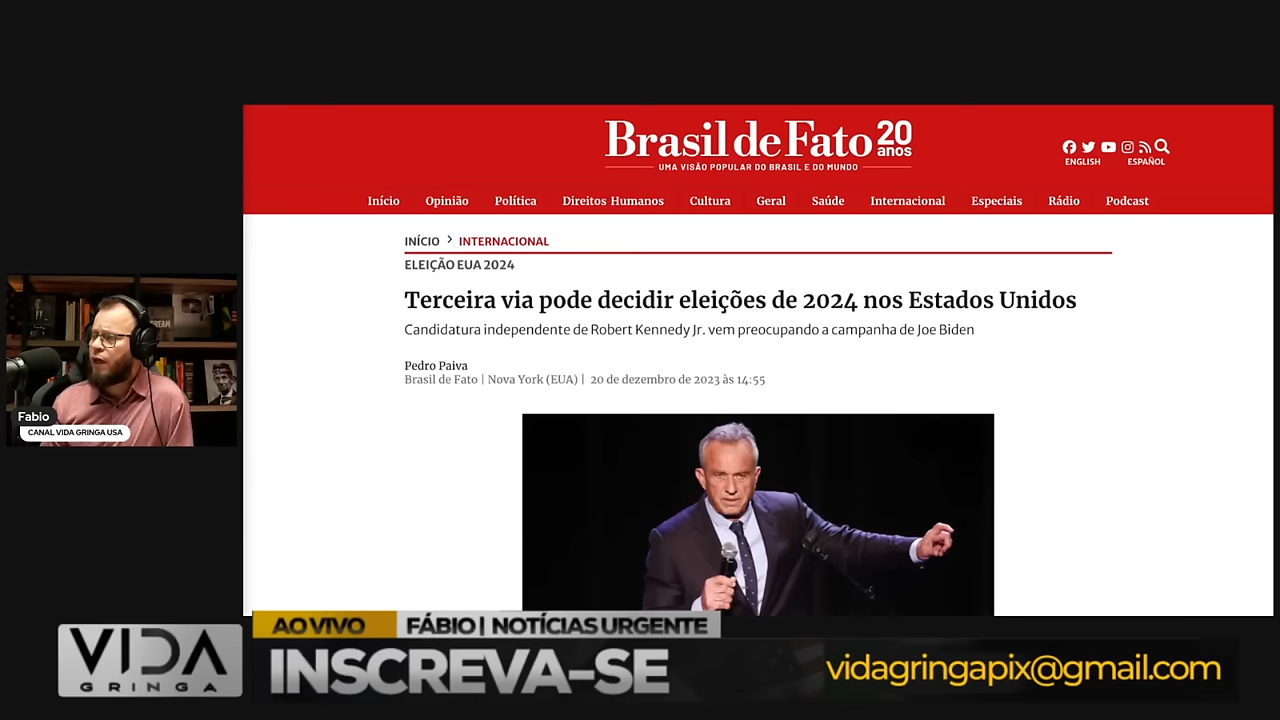 Brasil de Fato 20 anos
UMA VISÃO POPULAR DO BRASIL E DO MUNDO
ENGLISH ESPAÑOL
Início Opinião Política Direitos Humanos Cultura Geral Saúde Internacional Especiais Rádio Podcast
INÍCIO > INTERNACIONAL
ELEIÇÃO EUA 2024
Terceira via pode decidir eleições de 2024 nos Estados Unidos
Candidatura independente de Robert Kennedy Jr. vem preocupando a campanha de Joe Biden
Pedro Paiva
Brasil de Fato | Nova York (EUA) | 20 de dezembro de 2023 às 14:55
Fabio
CANAL VIDA GRINGA USA
AO VIVO FÁBIO | NOTÍCIAS URGENTE
VIDA
GRINGA
INSCREVA-SE
vidagringapix@gmail.com